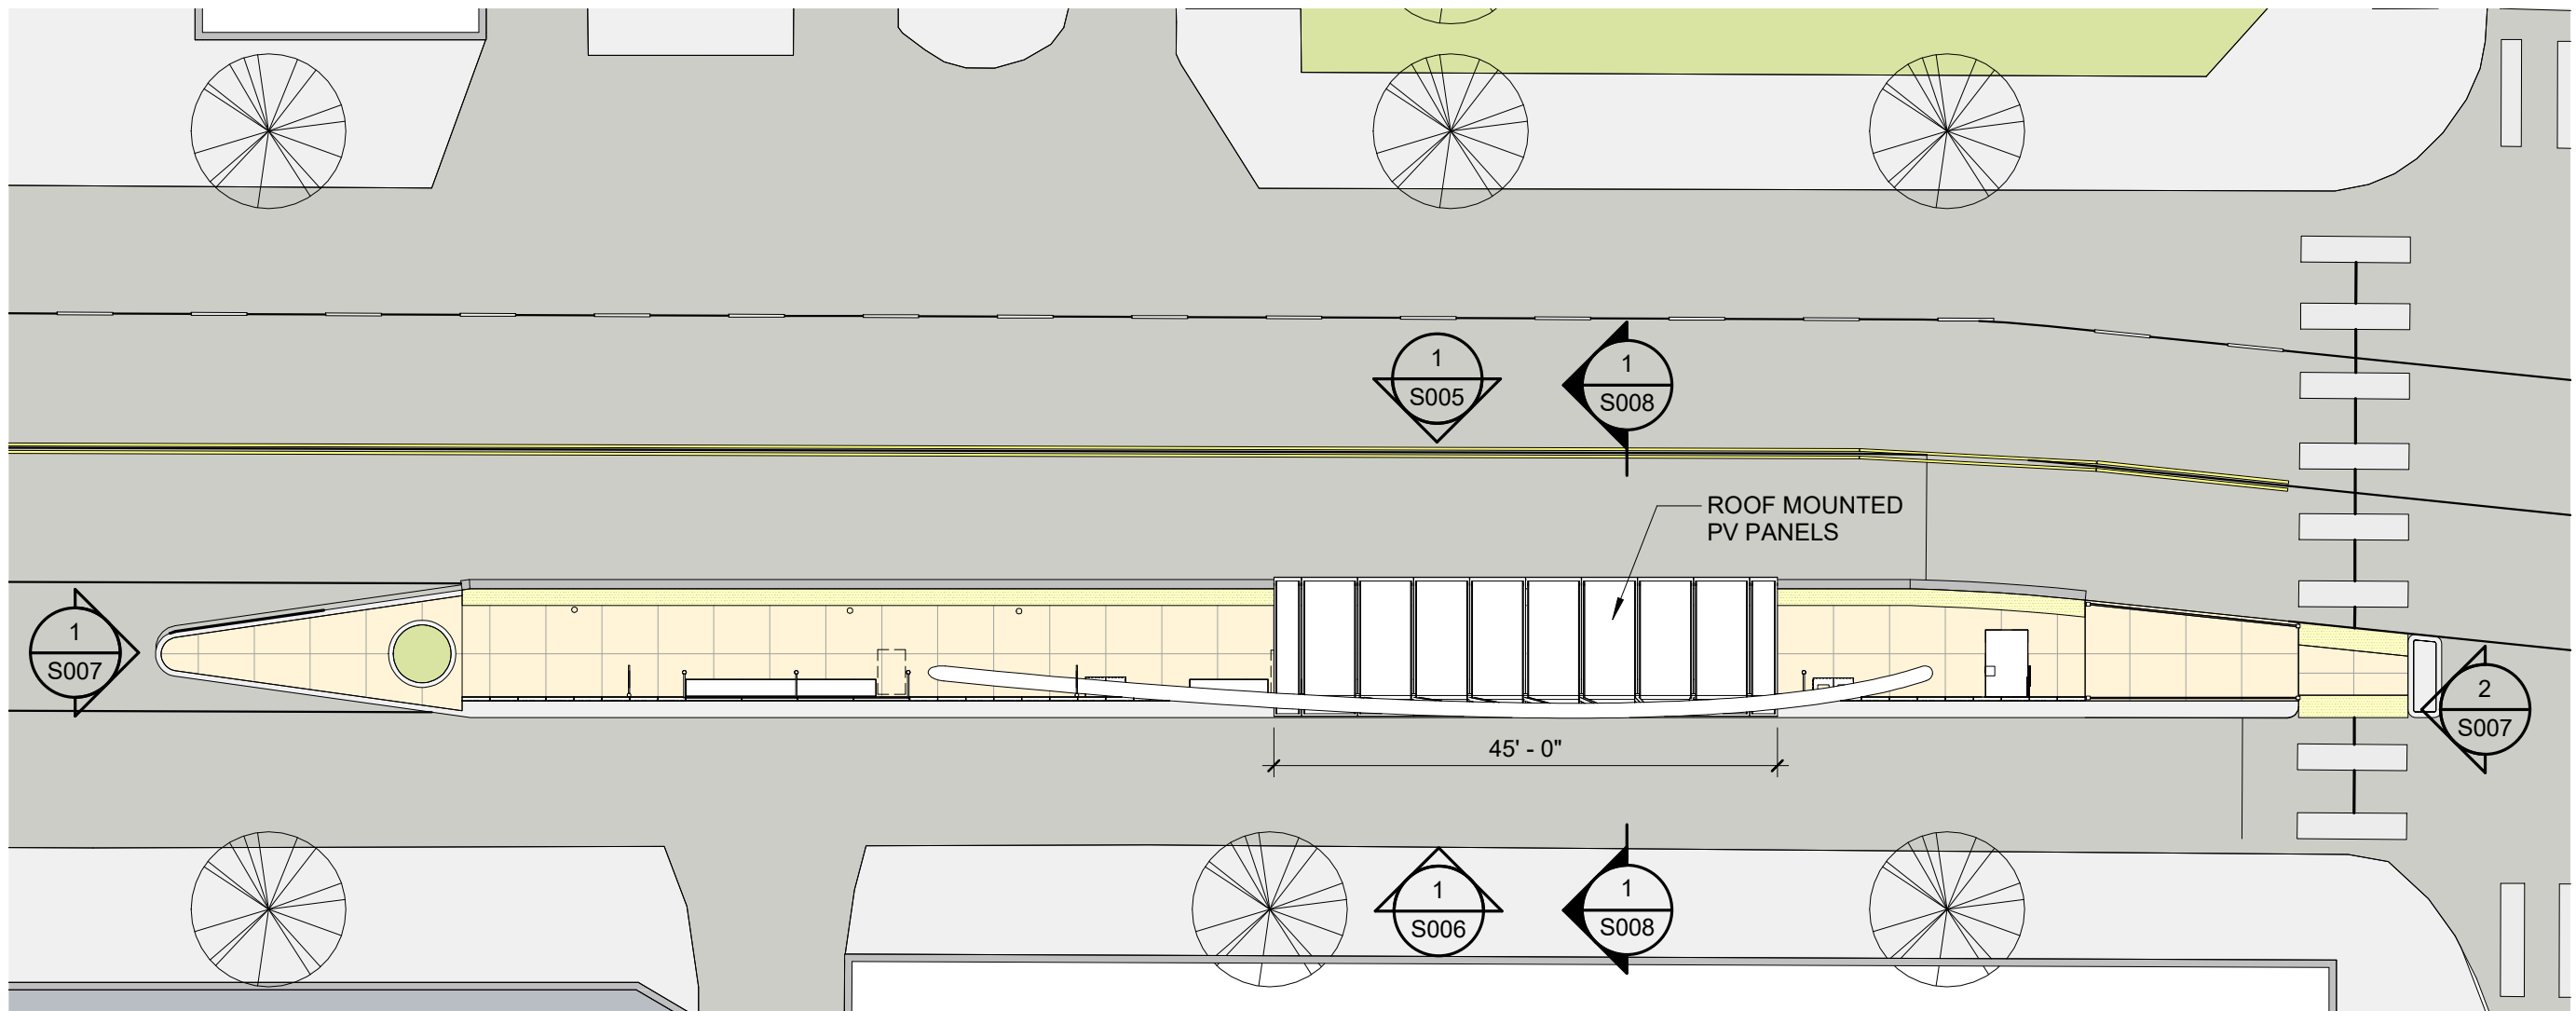 1
S005
1
S008
ROOF MOUNTED
PV PANELS
1
S007
2
S007
45' - 0"
1
S006
1
S008